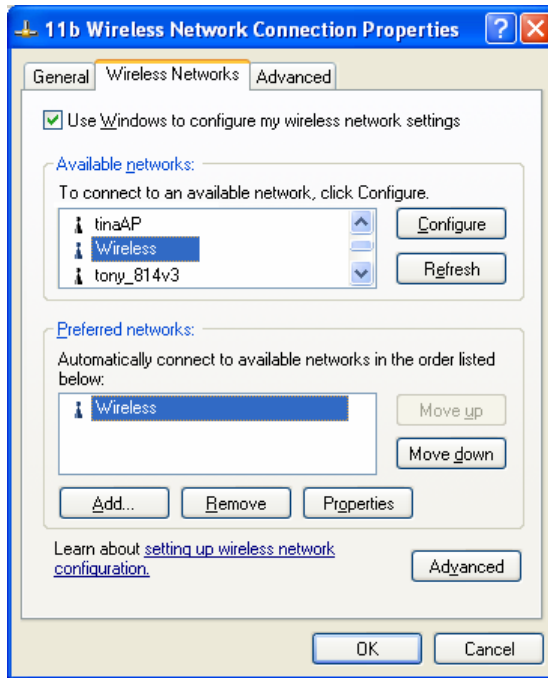 11b Wireless Network Connection Properties
General Wireless Networks Advanced
Use Windows to configure my wireless network settings
Available networks:
To connect to an available network, click Configure.
tinaAP
Wireless
tony_814v3
Configure
Refresh
Preferred networks:
Automatically connect to available networks in the order listed
below:
Wireless
Move up
Move down
Add... Remove Properties
Learn about setting up wireless network
configuration.
Advanced
OK Cancel